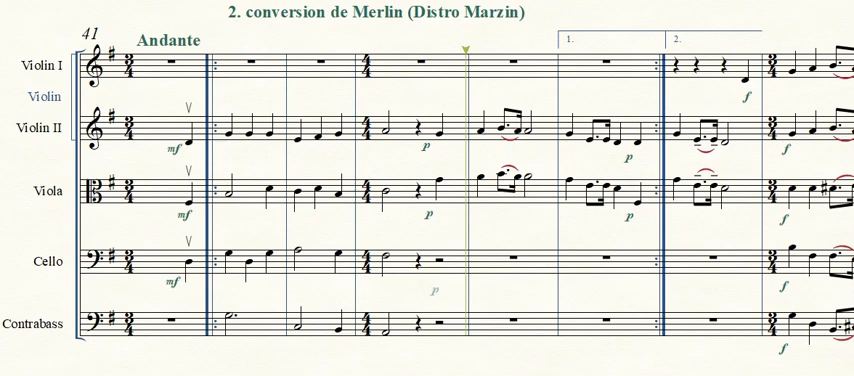 2. conversion de Merlin (Distro Marzin)
41
Andante
1.
2.
Violin I
f
Violin
Violin II
mf
p
p
f
Viola
mf
p
p
f
Cello
mf
p
f
Contrabass
f